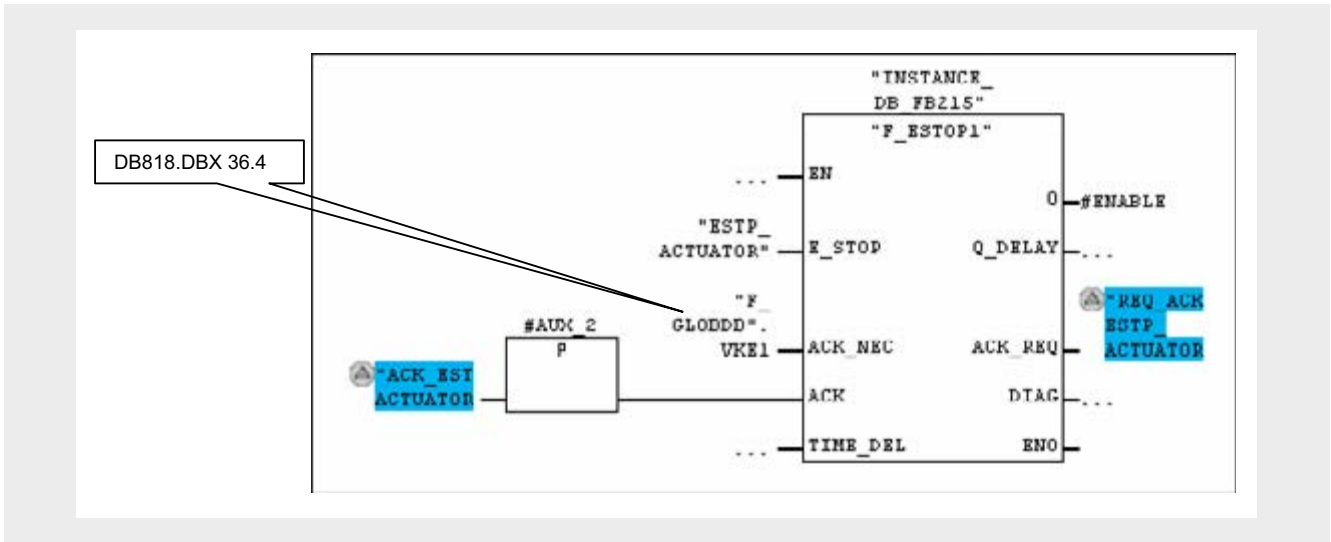 "INSTANCE_
DB_FB215"
"F_ESTOP1"
DB818.DBX 36.4
... EN
O #ENABLE
"ESTP_
ACTUATOR" E_STOP
Q_DELAY ...
"F_
GLODDD".
VKE1 ACK_NEC
ACK_REQ "REQ_ACK
ESTP_
ACTUATOR
#AUX_2
P
"ACK_EST
ACTUATOR
ACK
DIAG ...
... TIME_DEL
ENO